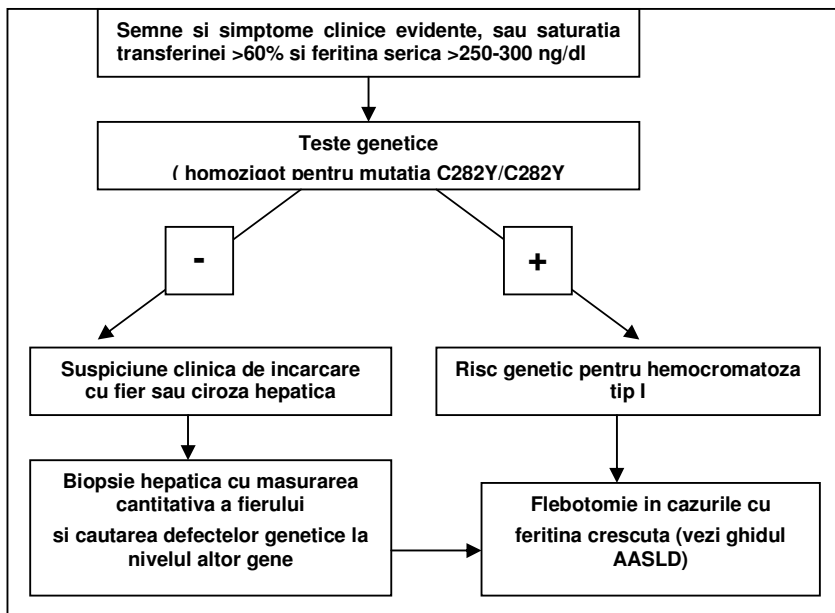 Semne si simptome clinice evidente, sau saturatia
transferinei >60% si feritina serica >250-300 ng/dl
Teste genetice
( homozigot pentru mutatia C282Y/C282Y
-
+
Suspiciune clinica de incarcare
cu fier sau ciroza hepatica
Risc genetic pentru hemocromatoza
tip I
Biopsie hepatica cu masurarea
cantitativa a fierului
si cautarea defectelor genetice la
nivelul altor gene
Flebotomie in cazurile cu
feritina crescuta (vezi ghidul
AASLD)